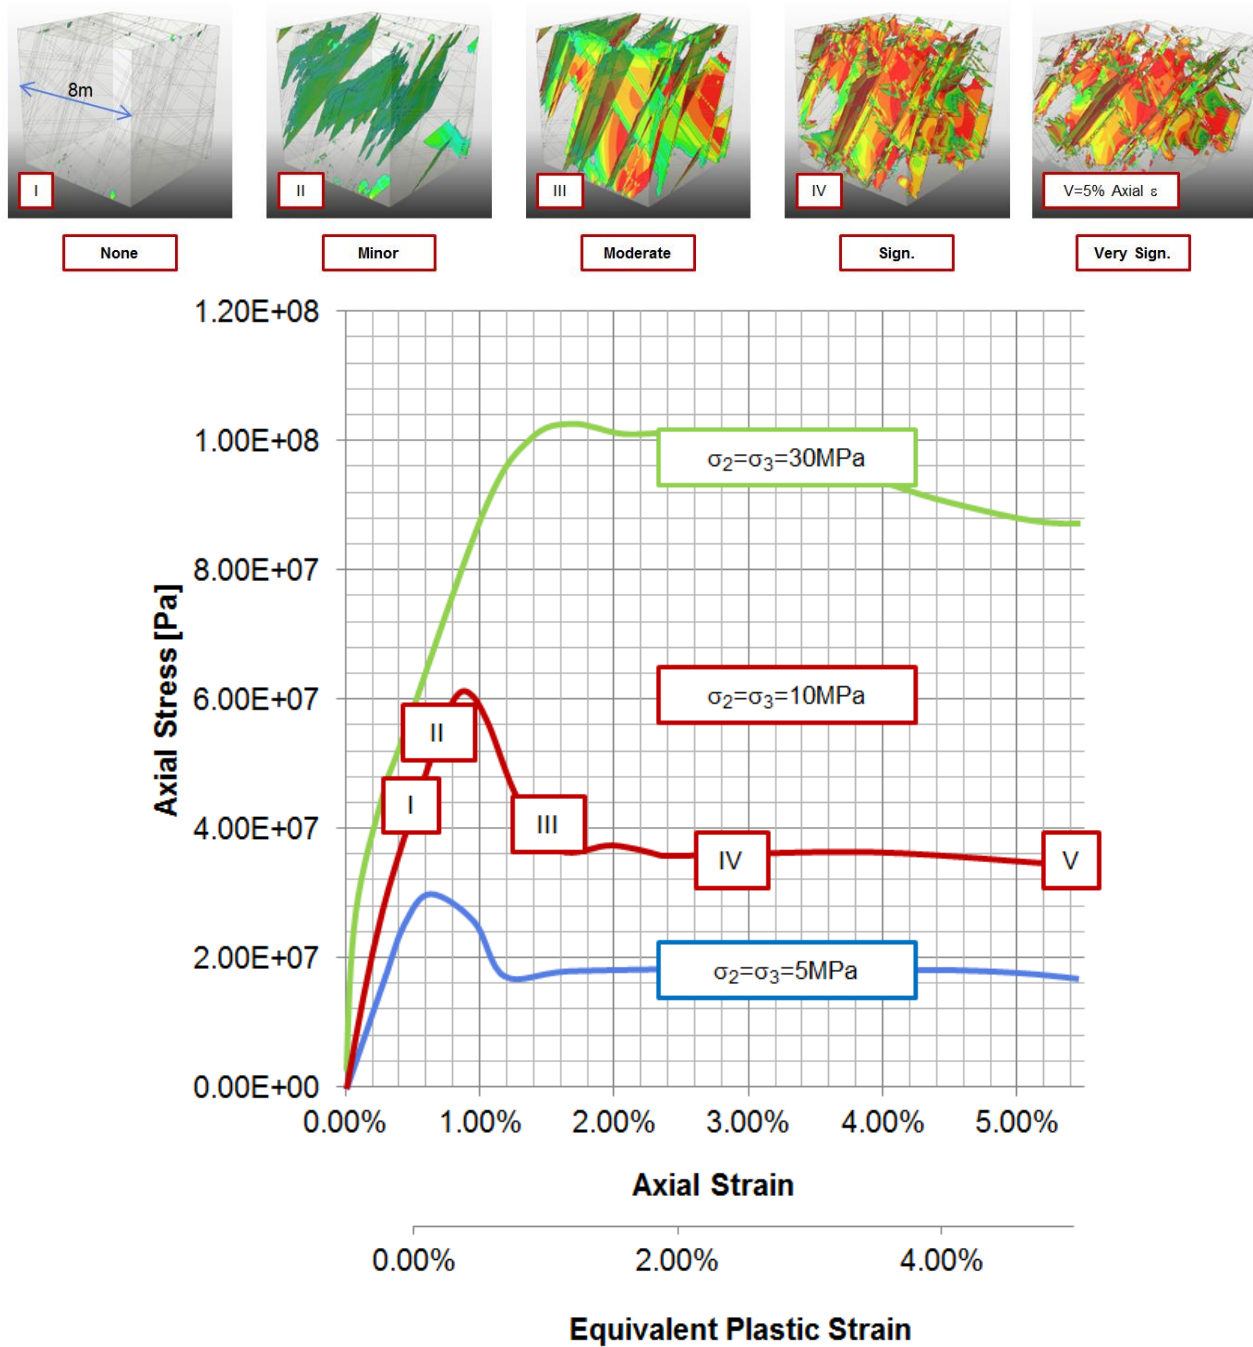 8m
I
II
III
IV
V=5% Axial ε
None
Minor
Moderate
Sign.
Very Sign.
1.20E+08
1.00E+08
8.00E+07
6.00E+07
4.00E+07
2.00E+07
0.00E+00
Axial Stress [Pa]
σ₂=σ₃=30MPa
σ₂=σ₃=10MPa
σ₂=σ₃=5MPa
I
II
III
IV
V
0.00% 1.00% 2.00% 3.00% 4.00% 5.00%
Axial Strain
0.00% 2.00% 4.00%
Equivalent Plastic Strain